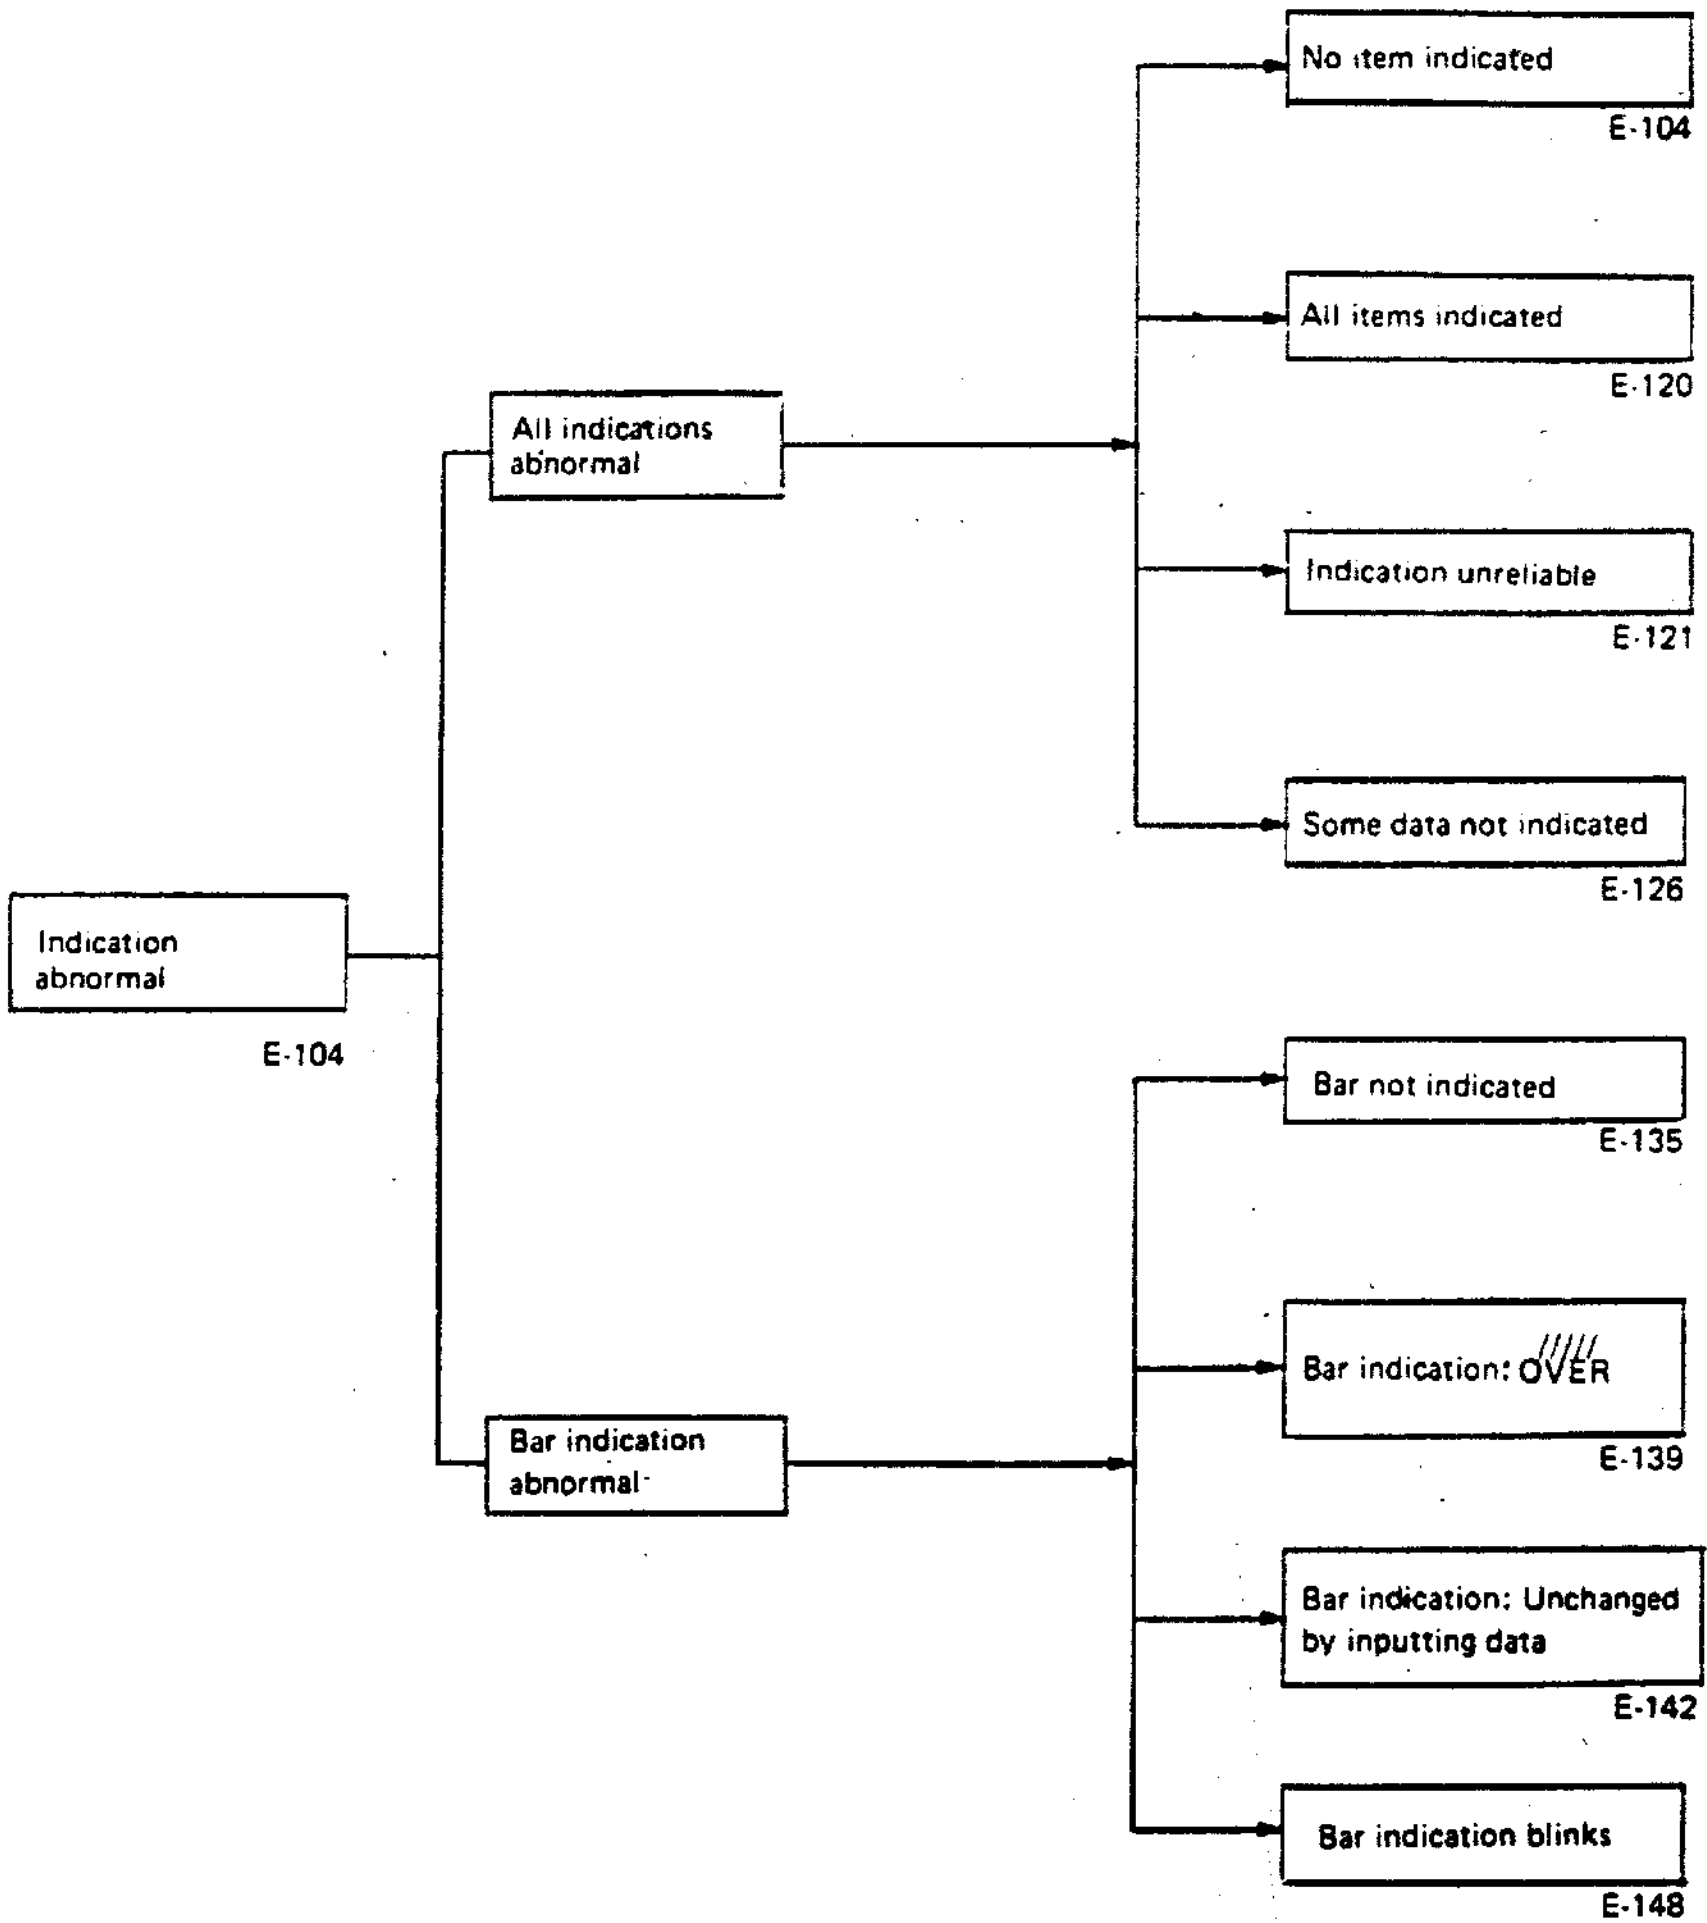 No item indicated
E-104
All items indicated
E-120
All indications
abnormal
Indication unreliable
E-121
Some data not indicated
E-126
Indication
abnormal
E-104
Bar not indicated
E-135
Bar indication: OVER
E-139
Bar indication
abnormal
Bar indication: Unchanged
by inputting data
E-142
Bar indication blinks
E-148